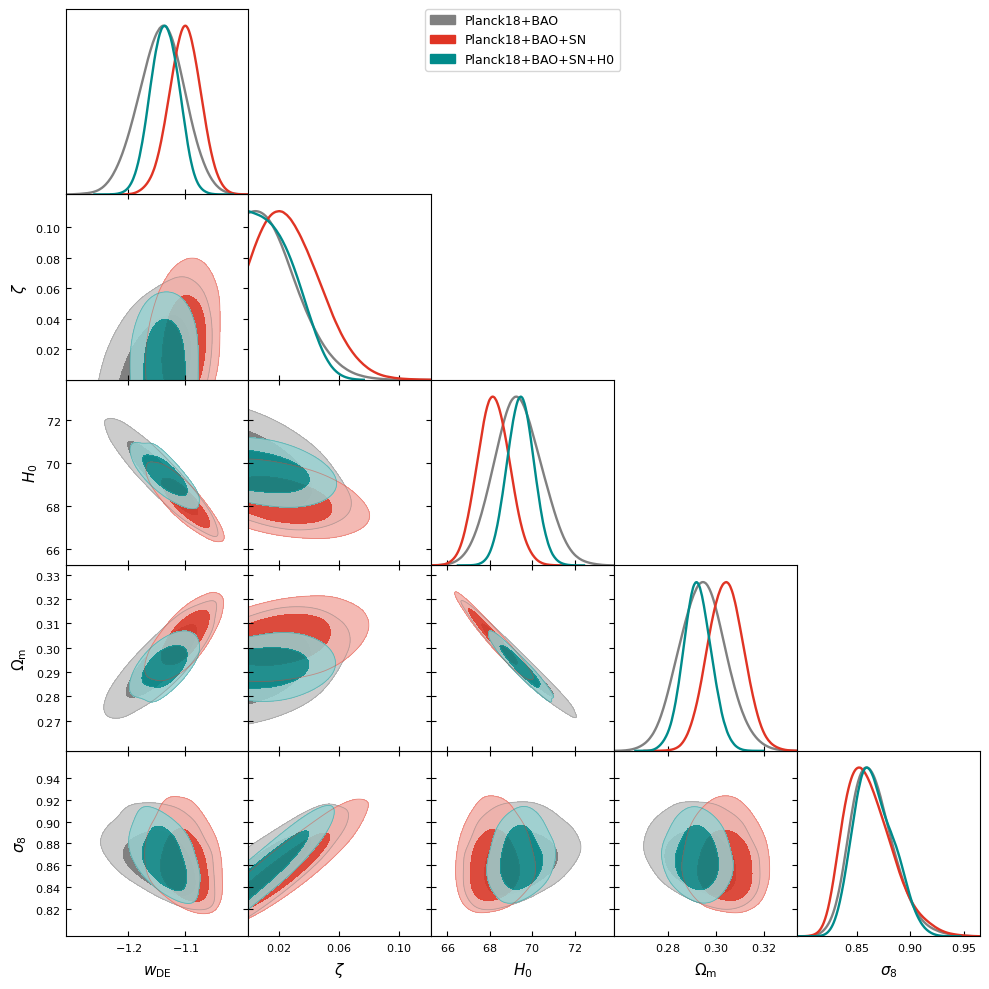 Planck18+BAO
Planck18+BAO+SN
Planck18+BAO+SN+H0
0.10
0.08
0.06
0.04
0.02
ζ
72
70
68
66
H₀
0.33
0.32
0.31
0.30
0.29
0.28
0.27
Ωₘ
0.94
0.92
0.90
0.88
0.86
0.84
0.82
σ₈
−1.2 −1.1 0.02 0.06 0.10 66 68 70 72 0.28 0.30 0.32 0.85 0.90 0.95
w_DE ζ H₀ Ωₘ σ₈